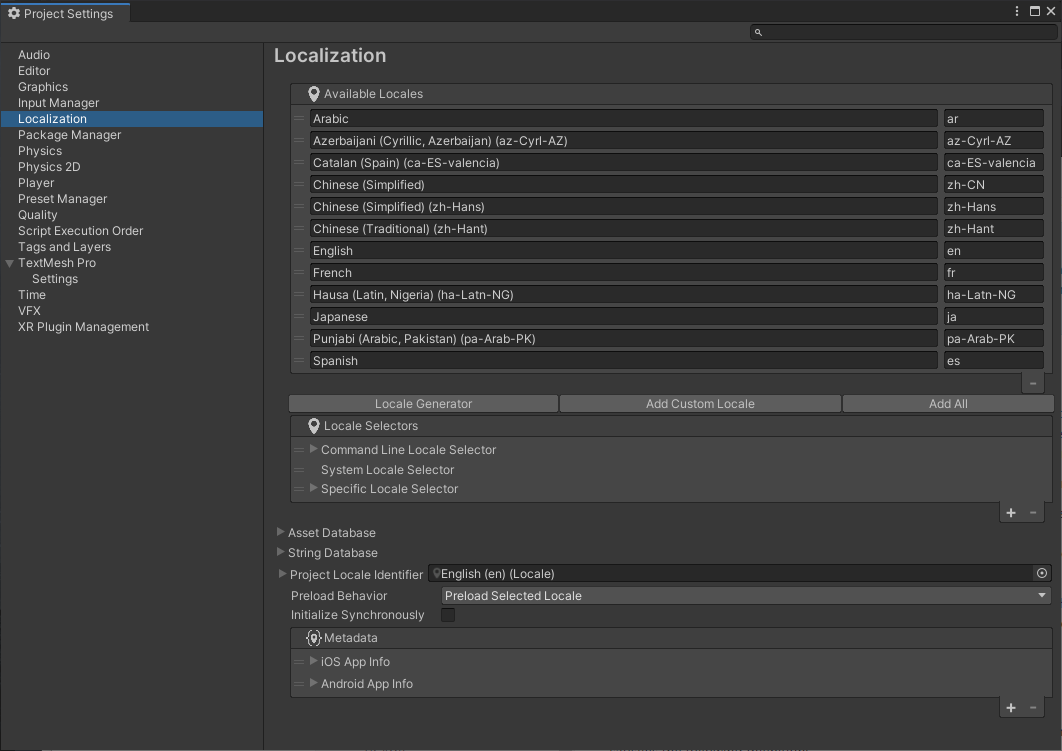 Project Settings
Audio
Editor
Graphics
Input Manager
Localization
Package Manager
Physics
Physics 2D
Player
Preset Manager
Quality
Script Execution Order
Tags and Layers
TextMesh Pro
Settings
Time
VFX
XR Plugin Management
Localization
Available Locales
Arabic ar
Azerbaijani (Cyrillic, Azerbaijan) (az-Cyrl-AZ) az-Cyrl-AZ
Catalan (Spain) (ca-ES-valencia) ca-ES-valencia
Chinese (Simplified) zh-CN
Chinese (Simplified) (zh-Hans) zh-Hans
Chinese (Traditional) (zh-Hant) zh-Hant
English en
French fr
Hausa (Latin, Nigeria) (ha-Latn-NG) ha-Latn-NG
Japanese ja
Punjabi (Arabic, Pakistan) (pa-Arab-PK) pa-Arab-PK
Spanish es
Locale Generator Add Custom Locale Add All
Locale Selectors
Command Line Locale Selector
System Locale Selector
Specific Locale Selector
Asset Database
String Database
Project Locale Identifier English (en) (Locale)
Preload Behavior Preload Selected Locale
Initialize Synchronously
Metadata
iOS App Info
Android App Info